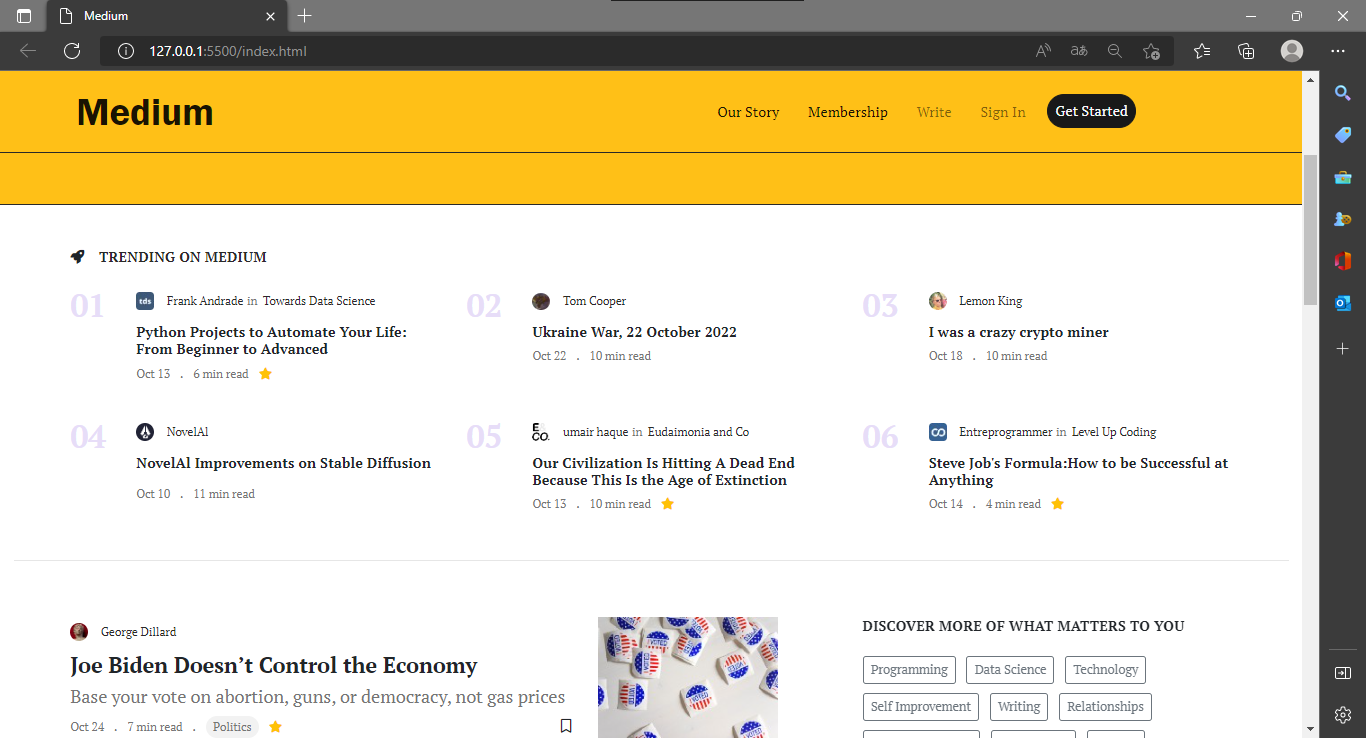 Medium
127.0.0.1:5500/index.html
Medium
Our Story Membership Write Sign In Get Started
TRENDING ON MEDIUM
01 tds Frank Andrade in Towards Data Science
Python Projects to Automate Your Life:
From Beginner to Advanced
Oct 13 . 6 min read
02 Tom Cooper
Ukraine War, 22 October 2022
Oct 22 . 10 min read
03 Lemon King
I was a crazy crypto miner
Oct 18 . 10 min read
04 NovelAl
NovelAl Improvements on Stable Diffusion
Oct 10 . 11 min read
05 E CO. umair haque in Eudaimonia and Co
Our Civilization Is Hitting A Dead End
Because This Is the Age of Extinction
Oct 13 . 10 min read
06 Entreprogrammer in Level Up Coding
Steve Job's Formula:How to be Successful at
Anything
Oct 14 . 4 min read
George Dillard
Joe Biden Doesn’t Control the Economy
Base your vote on abortion, guns, or democracy, not gas prices
Oct 24 . 7 min read . Politics
I VOTED
DISCOVER MORE OF WHAT MATTERS TO YOU
Programming Data Science Technology
Self Improvement Writing Relationships